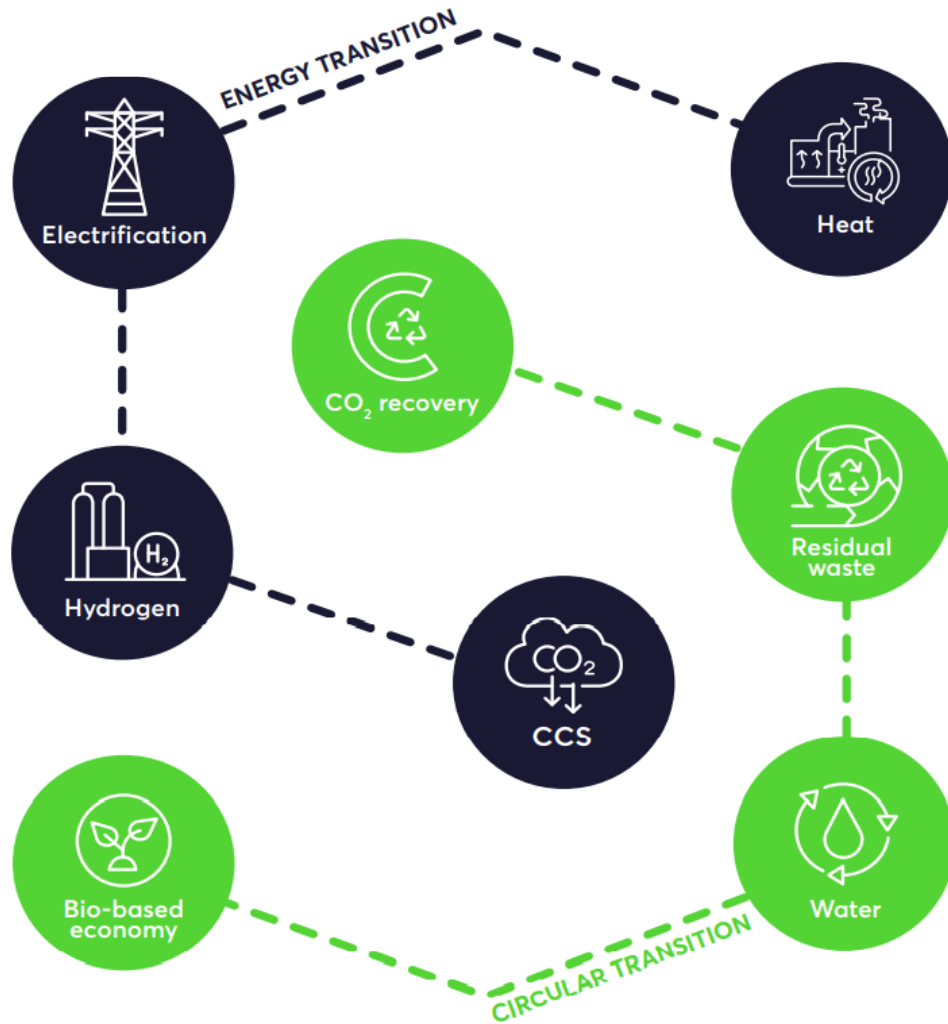 ENERGY TRANSITION
Electrification
Heat
CO₂ recovery
Residual
waste
H₂
Hydrogen
CO₂
CCS
Bio-based
economy
Water
CIRCULAR TRANSITION